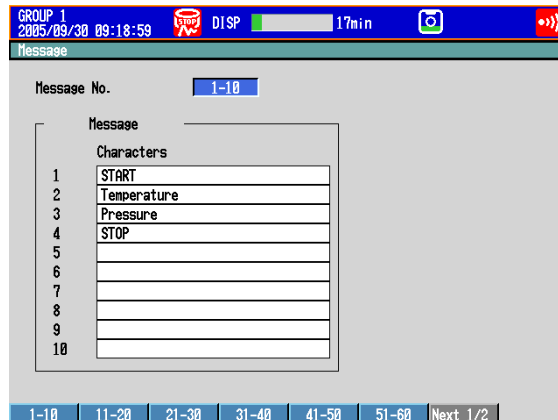 GROUP 1
2005/09/30 09:18:59 STOP DISP 17min
Message
Message No. 1-10
Message
Characters
1 START
2 Temperature
3 Pressure
4 STOP
5
6
7
8
9
10
1-10 11-20 21-30 31-40 41-50 51-60 Next 1/2